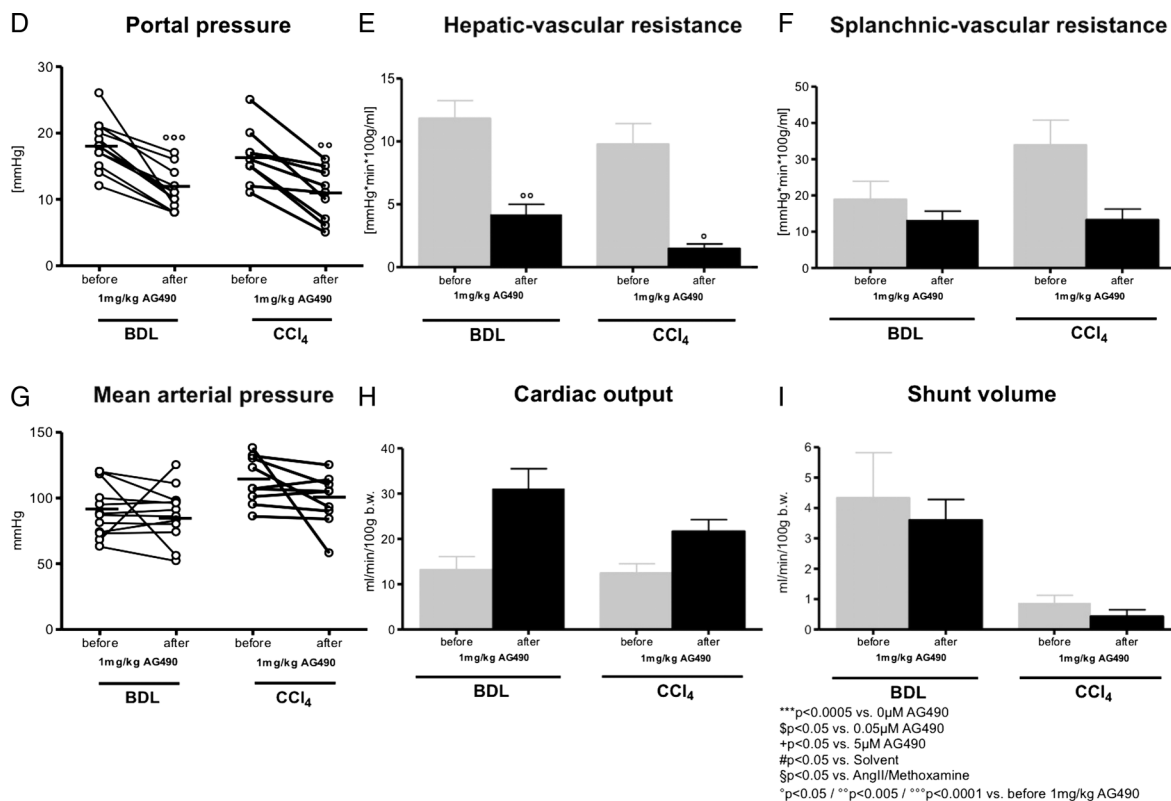 D Portal pressure
30
20
10
0
[mmHg]
°°°
°°
before after before after
1mg/kg AG490 1mg/kg AG490
BDL CCl₄
E Hepatic-vascular resistance
15
10
5
0
[mmHg*min*100g/ml]
°°
°
before after before after
1mg/kg AG490 1mg/kg AG490
BDL CCl₄
F Splanchnic-vascular resistance
50
40
30
20
10
0
[mmHg*min*100g/ml]
before after before after
1mg/kg AG490 1mg/kg AG490
BDL CCl₄
G Mean arterial pressure
150
100
50
0
mmHg
before after before after
1mg/kg AG490 1mg/kg AG490
BDL CCl₄
H Cardiac output
40
30
20
10
0
ml/min/100g b.w.
before after before after
1mg/kg AG490 1mg/kg AG490
BDL CCl₄
I Shunt volume
6
5
4
3
2
1
0
ml/min/100g b.w.
before after before after
1mg/kg AG490 1mg/kg AG490
BDL CCl₄
***p<0.0005 vs. 0µM AG490
$p<0.05 vs. 0.05µM AG490
+p<0.05 vs. 5µM AG490
#p<0.05 vs. Solvent
§p<0.05 vs. AngII/Methoxamine
°p<0.05 / °°p<0.005 / °°°p<0.0001 vs. before 1mg/kg AG490